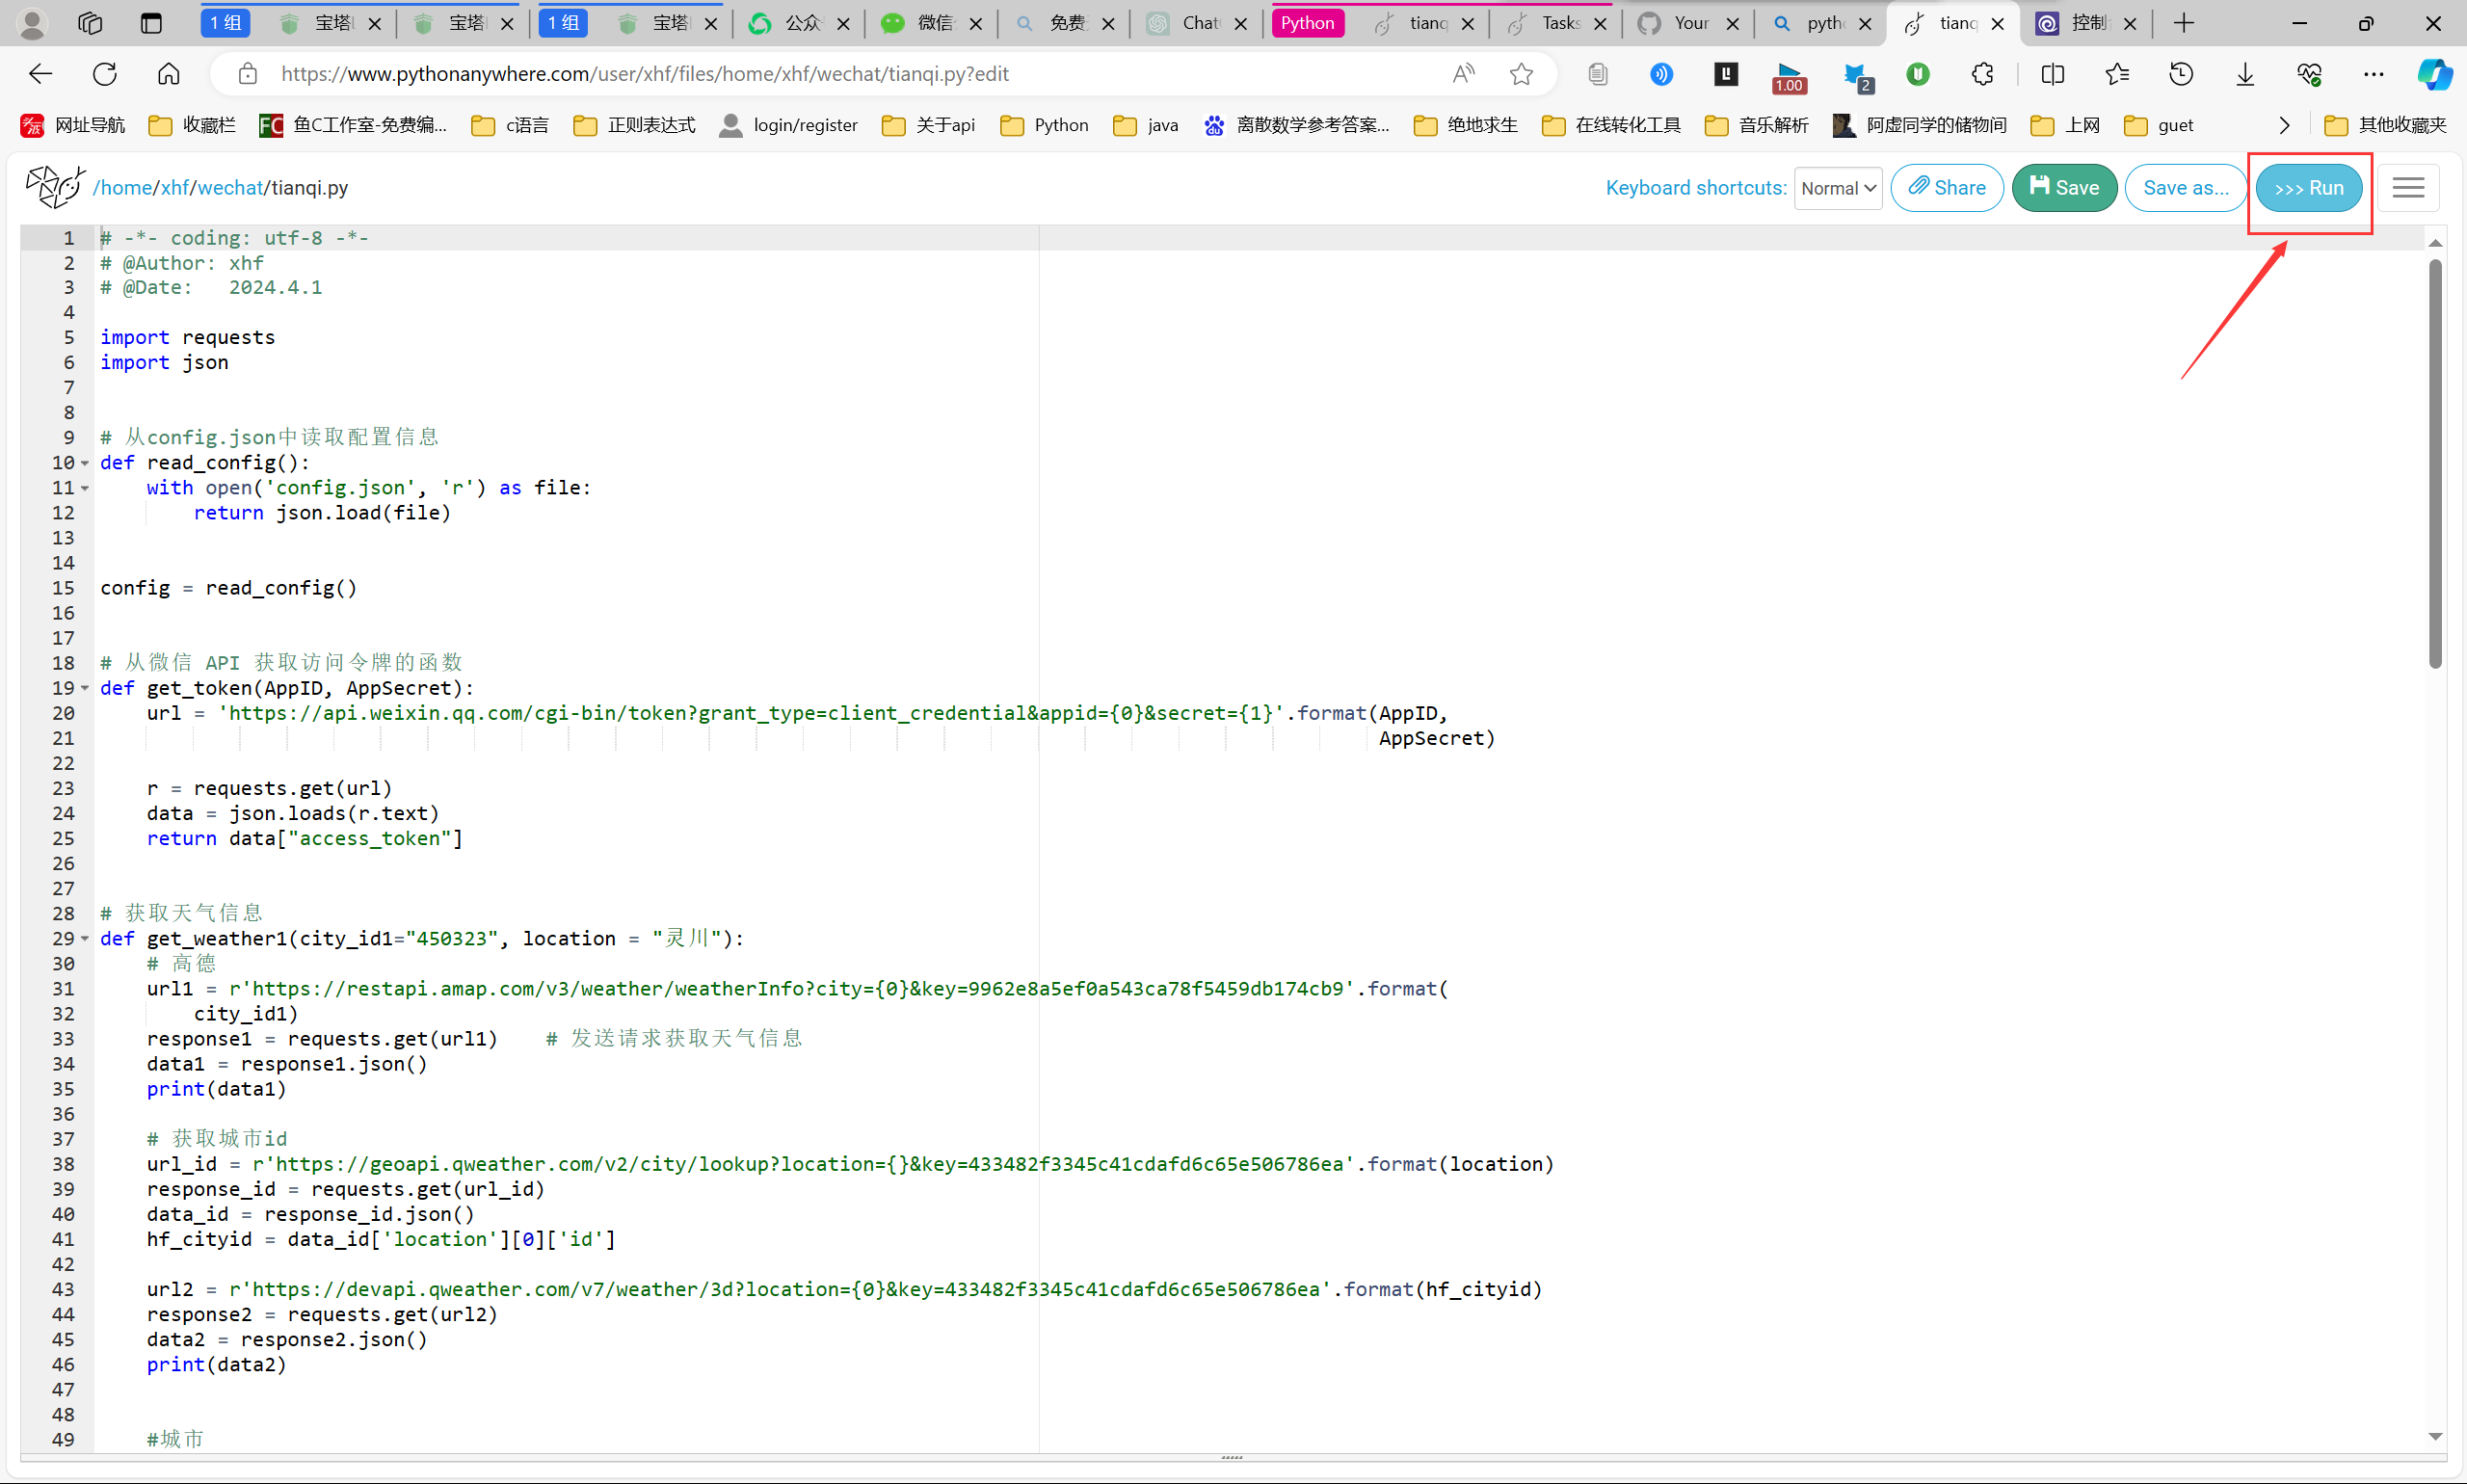 1 组 宝塔 宝塔 1 组 宝塔 公众 微信 免费 Chat Python tianq Tasks Your pyth tianq 控制
https://www.pythonanywhere.com/user/xhf/files/home/xhf/wechat/tianqi.py?edit
1.00 2
网址导航 收藏栏 鱼C工作室-免费编... c语言 正则表达式 login/register 关于api Python java 离散数学参考答案... 绝地求生 在线转化工具 音乐解析 阿虚同学的储物间 上网 guet 其他收藏夹
/home/xhf/wechat/tianqi.py Keyboard shortcuts: Normal Share Save Save as... >>> Run
1 # -*- coding: utf-8 -*-
2 # @Author: xhf
3 # @Date:   2024.4.1
4
5 import requests
6 import json
7
8
9 # 从config.json中读取配置信息
10 def read_config():
11     with open('config.json', 'r') as file:
12         return json.load(file)
13
14
15 config = read_config()
16
17
18 # 从微信 API 获取访问令牌的函数
19 def get_token(AppID, AppSecret):
20     url = 'https://api.weixin.qq.com/cgi-bin/token?grant_type=client_credential&appid={0}&secret={1}'.format(AppID,
21                                                                                                              AppSecret)
22
23     r = requests.get(url)
24     data = json.loads(r.text)
25     return data["access_token"]
26
27
28 # 获取天气信息
29 def get_weather1(city_id1="450323", location = "灵川"):
30     # 高德
31     url1 = r'https://restapi.amap.com/v3/weather/weatherInfo?city={0}&key=9962e8a5ef0a543ca78f5459db174cb9'.format(
32         city_id1)
33     response1 = requests.get(url1)    # 发送请求获取天气信息
34     data1 = response1.json()
35     print(data1)
36
37     # 获取城市id
38     url_id = r'https://geoapi.qweather.com/v2/city/lookup?location={}&key=433482f3345c41cdafd6c65e506786ea'.format(location)
39     response_id = requests.get(url_id)
40     data_id = response_id.json()
41     hf_cityid = data_id['location'][0]['id']
42
43     url2 = r'https://devapi.qweather.com/v7/weather/3d?location={0}&key=433482f3345c41cdafd6c65e506786ea'.format(hf_cityid)
44     response2 = requests.get(url2)
45     data2 = response2.json()
46     print(data2)
47
48
49     #城市